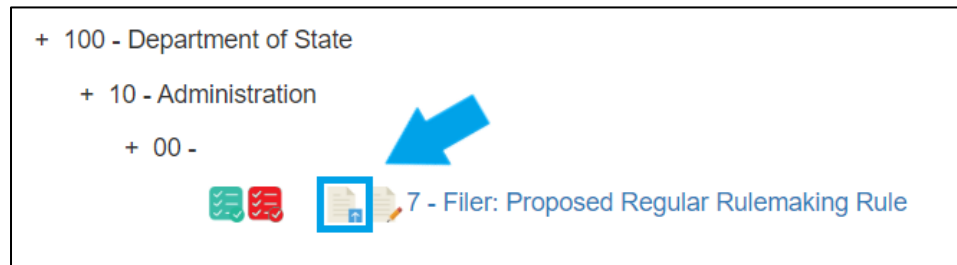 + 100 - Department of State
+ 10 - Administration
+ 00 -
7 - Filer: Proposed Regular Rulemaking Rule